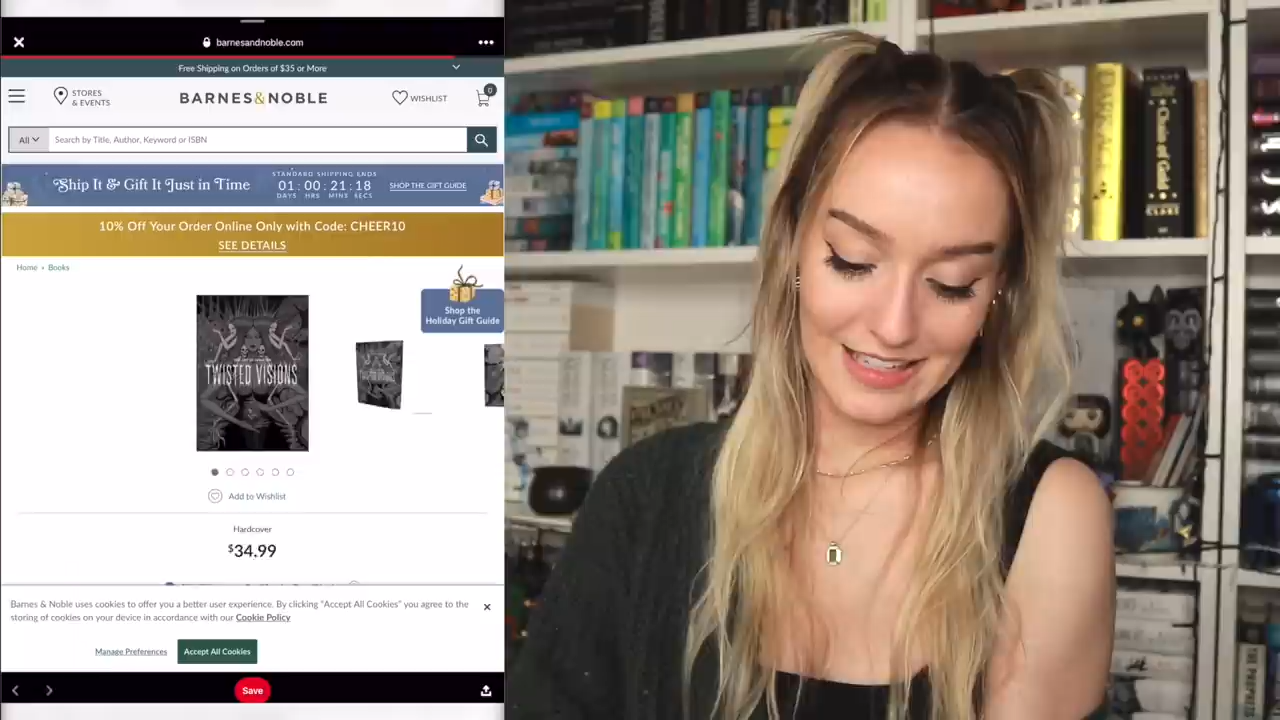 barnesandnoble.com
Free Shipping on Orders of $35 or More
STORES
& EVENTS
BARNES&NOBLE
WISHLIST
0
All
Search by Title, Author, Keyword or ISBN
Ship It & Gift It Just in Time
STANDARD SHIPPING ENDS
01:00:21:18
DAYS HRS MINS SECS
SHOP THE GIFT GUIDE
10% Off Your Order Online Only with Code: CHEER10
SEE DETAILS
Home
Books
Shop the
Holiday Gift Guide
TWISTED VISIONS
Add to Wishlist
Hardcover
$34.99
Barnes & Noble uses cookies to offer you a better user experience. By clicking "Accept All Cookies" you agree to the
storing of cookies on your device in accordance with our Cookie Policy
Manage Preferences
Accept All Cookies
Save
Chain of Gold
CLARE